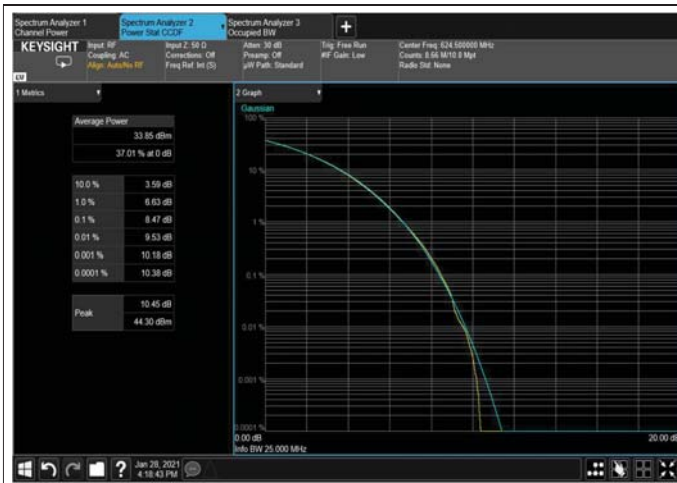 Spectrum Analyzer 1
Channel Power
Spectrum Analyzer 2
Power Stat CCDF
Spectrum Analyzer 3
Occupied BW
KEYSIGHT
Input: RF
Coupling: AC
Align: Auto/No RF
Input Z: 50 Ω
Corrections: Off
Freq Ref: Int (S)
Atten: 30 dB
Preamp: Off
µW Path: Standard
Trig: Free Run
#IF Gain: Low
Center Freq: 624.500000 MHz
Counts: 8.66 M/10.0 Mpt
Radio Std: None
1 Metrics
Average Power
33.85 dBm
37.01 % at 0 dB
10.0 % 3.59 dB
1.0 % 6.63 dB
0.1 % 8.47 dB
0.01 % 9.53 dB
0.001 % 10.18 dB
0.0001 % 10.38 dB
Peak
10.45 dB
44.30 dBm
2 Graph
Gaussian
100 %
10 %
1 %
0.1 %
0.01 %
0.001 %
0.0001 %
0.00 dB
20.00 dB
Info BW 25.000 MHz
Jan 29, 2021
4:18:43 PM